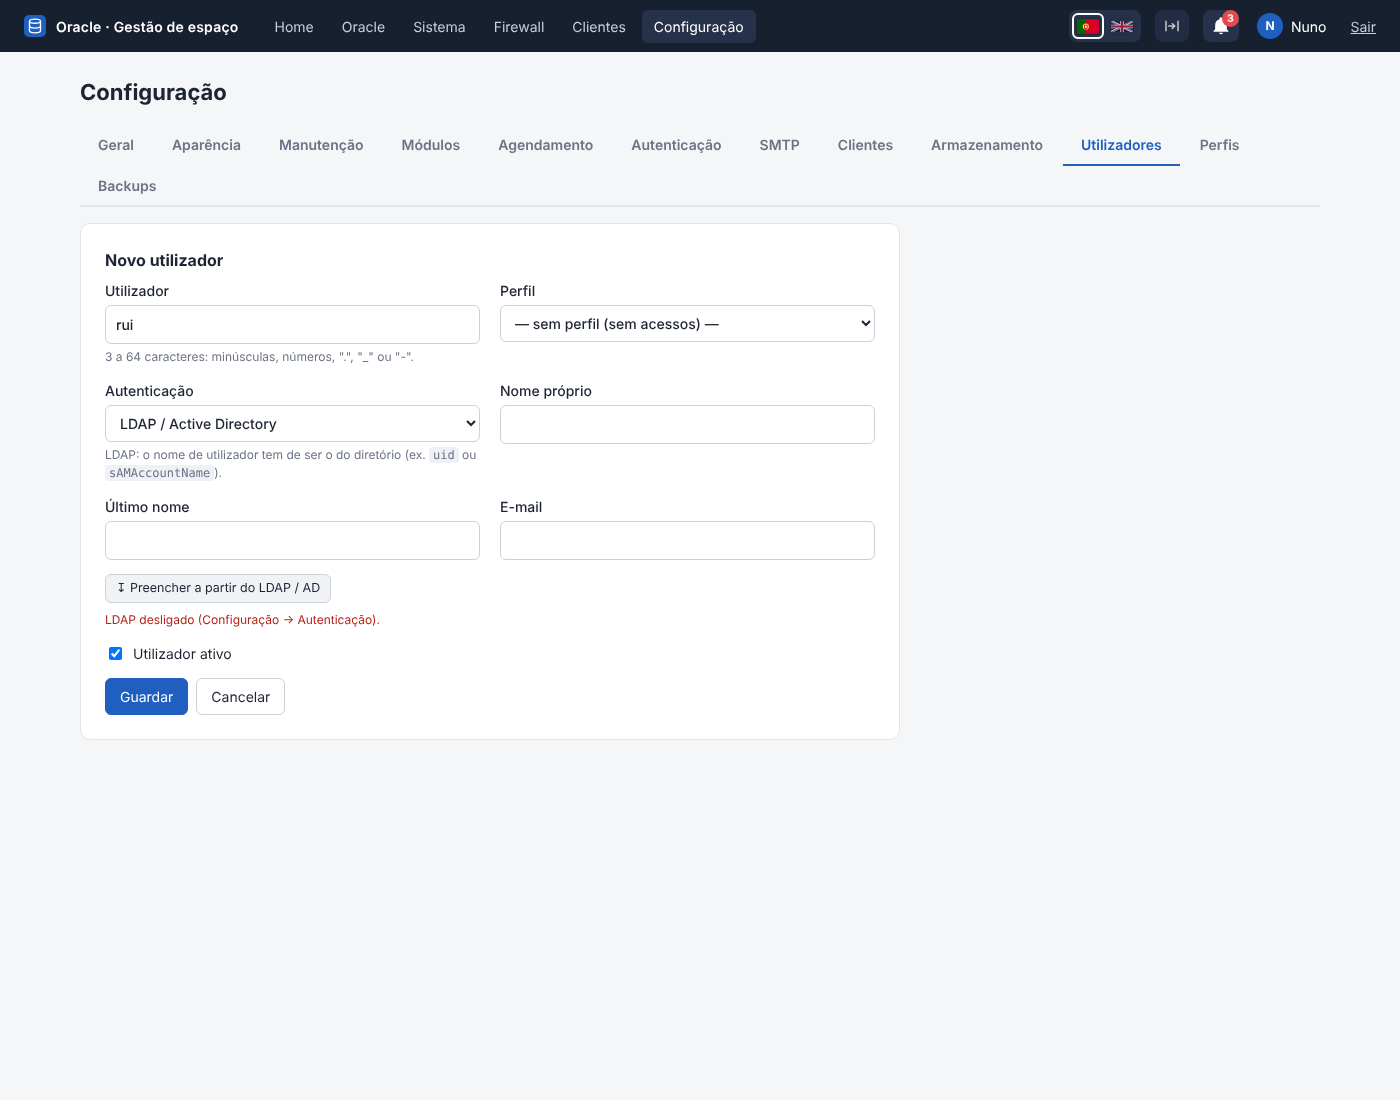 Oracle · Gestão de espaço Home Oracle Sistema Firewall Clientes Configuração 3 N Nuno Sair
Configuração
Geral Aparência Manutenção Módulos Agendamento Autenticação SMTP Clientes Armazenamento Utilizadores Perfis
Backups
Novo utilizador
Utilizador Perfil
rui — sem perfil (sem acessos) —
3 a 64 caracteres: minúsculas, números, ".", "_" ou "-".
Autenticação Nome próprio
LDAP / Active Directory
LDAP: o nome de utilizador tem de ser o do diretório (ex. uid ou
sAMAccountName ).
Último nome E-mail
↧ Preencher a partir do LDAP / AD
LDAP desligado (Configuração → Autenticação).
Utilizador ativo
Guardar Cancelar